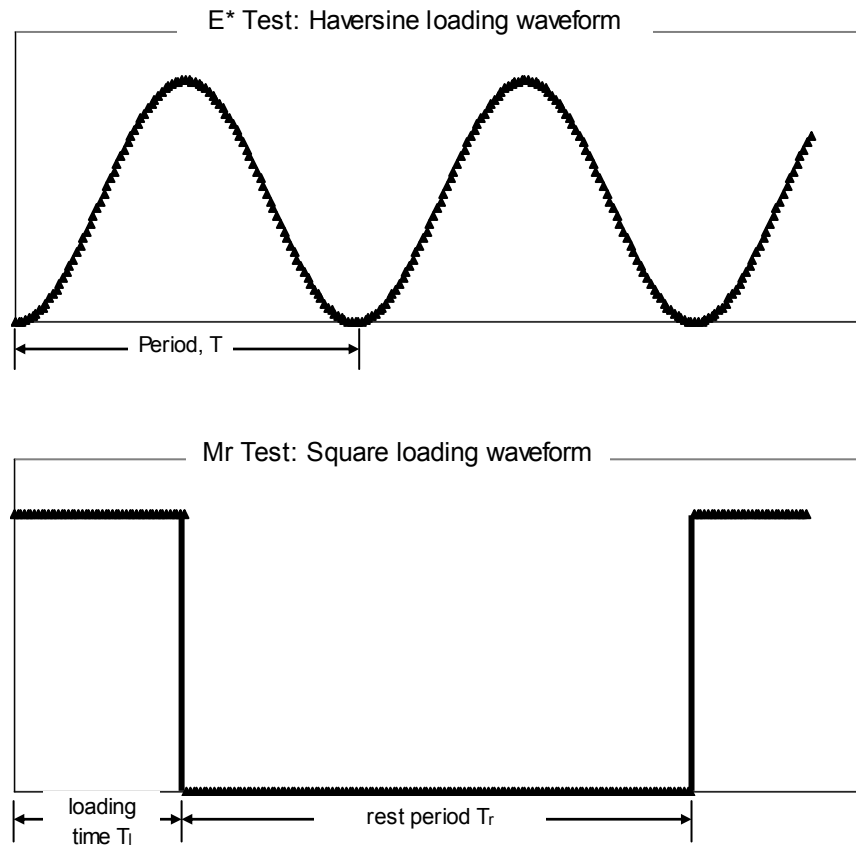 E* Test: Haversine loading waveform
Period, T
Mr Test: Square loading waveform
loading
time Tl
rest period Tr